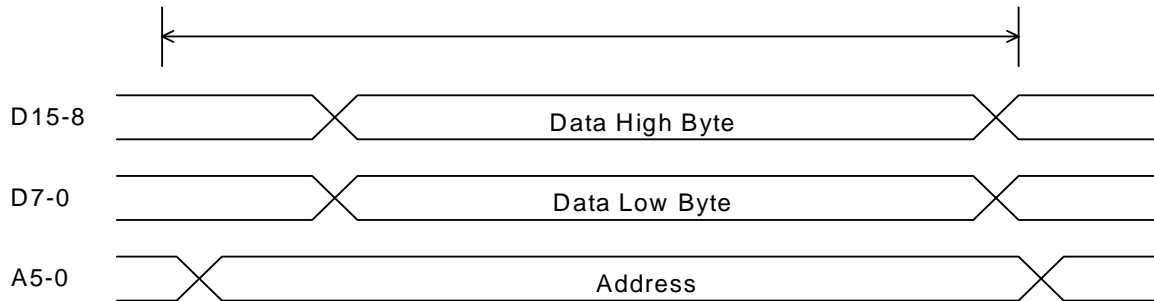 D15-8
Data High Byte
D7-0
Data Low Byte
A5-0
Address